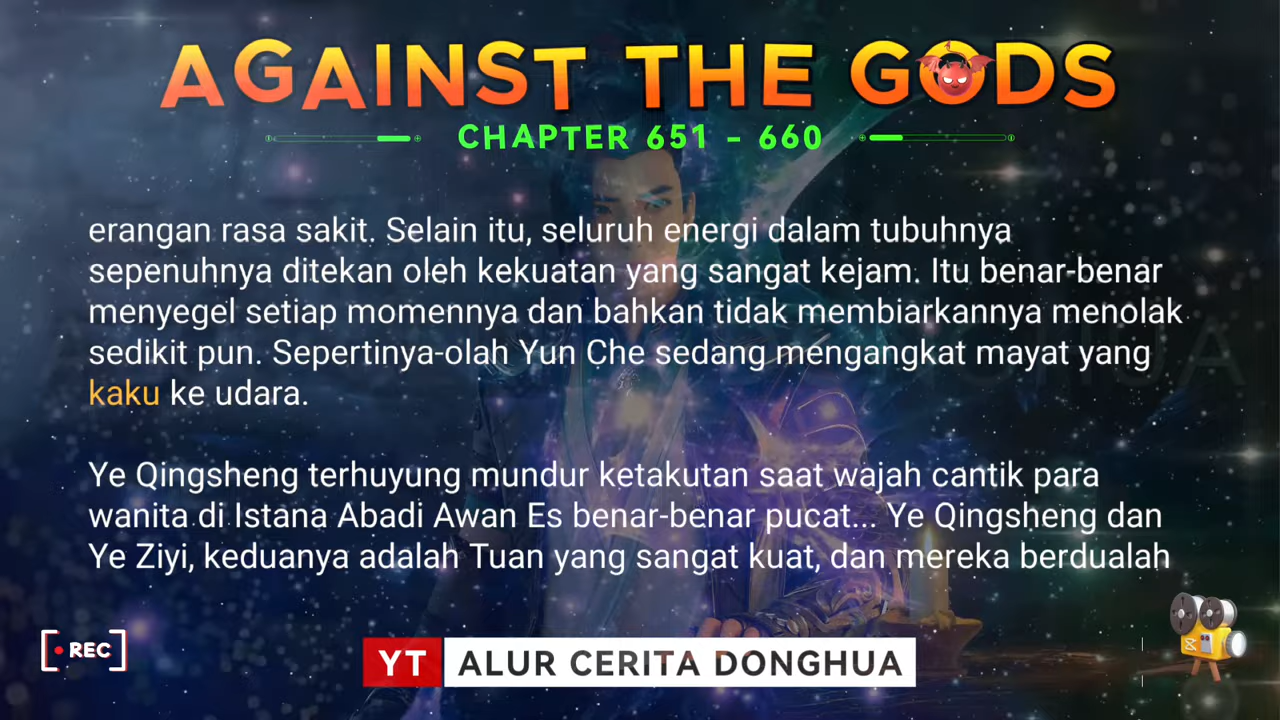 AGAINST THE GODS
CHAPTER 651 - 660
erangan rasa sakit. Selain itu, seluruh energi dalam tubuhnya
sepenuhnya ditekan oleh kekuatan yang sangat kejam. Itu benar-benar
menyegel setiap momennya dan bahkan tidak membiarkannya menolak
sedikit pun. Sepertinya-olah Yun Che sedang mengangkat mayat yang
kaku ke udara.
Ye Qingsheng terhuyung mundur ketakutan saat wajah cantik para
wanita di Istana Abadi Awan Es benar-benar pucat... Ye Qingsheng dan
Ye Ziyi, keduanya adalah Tuan yang sangat kuat, dan mereka berdualah
REC
YT ALUR CERITA DONGHUA